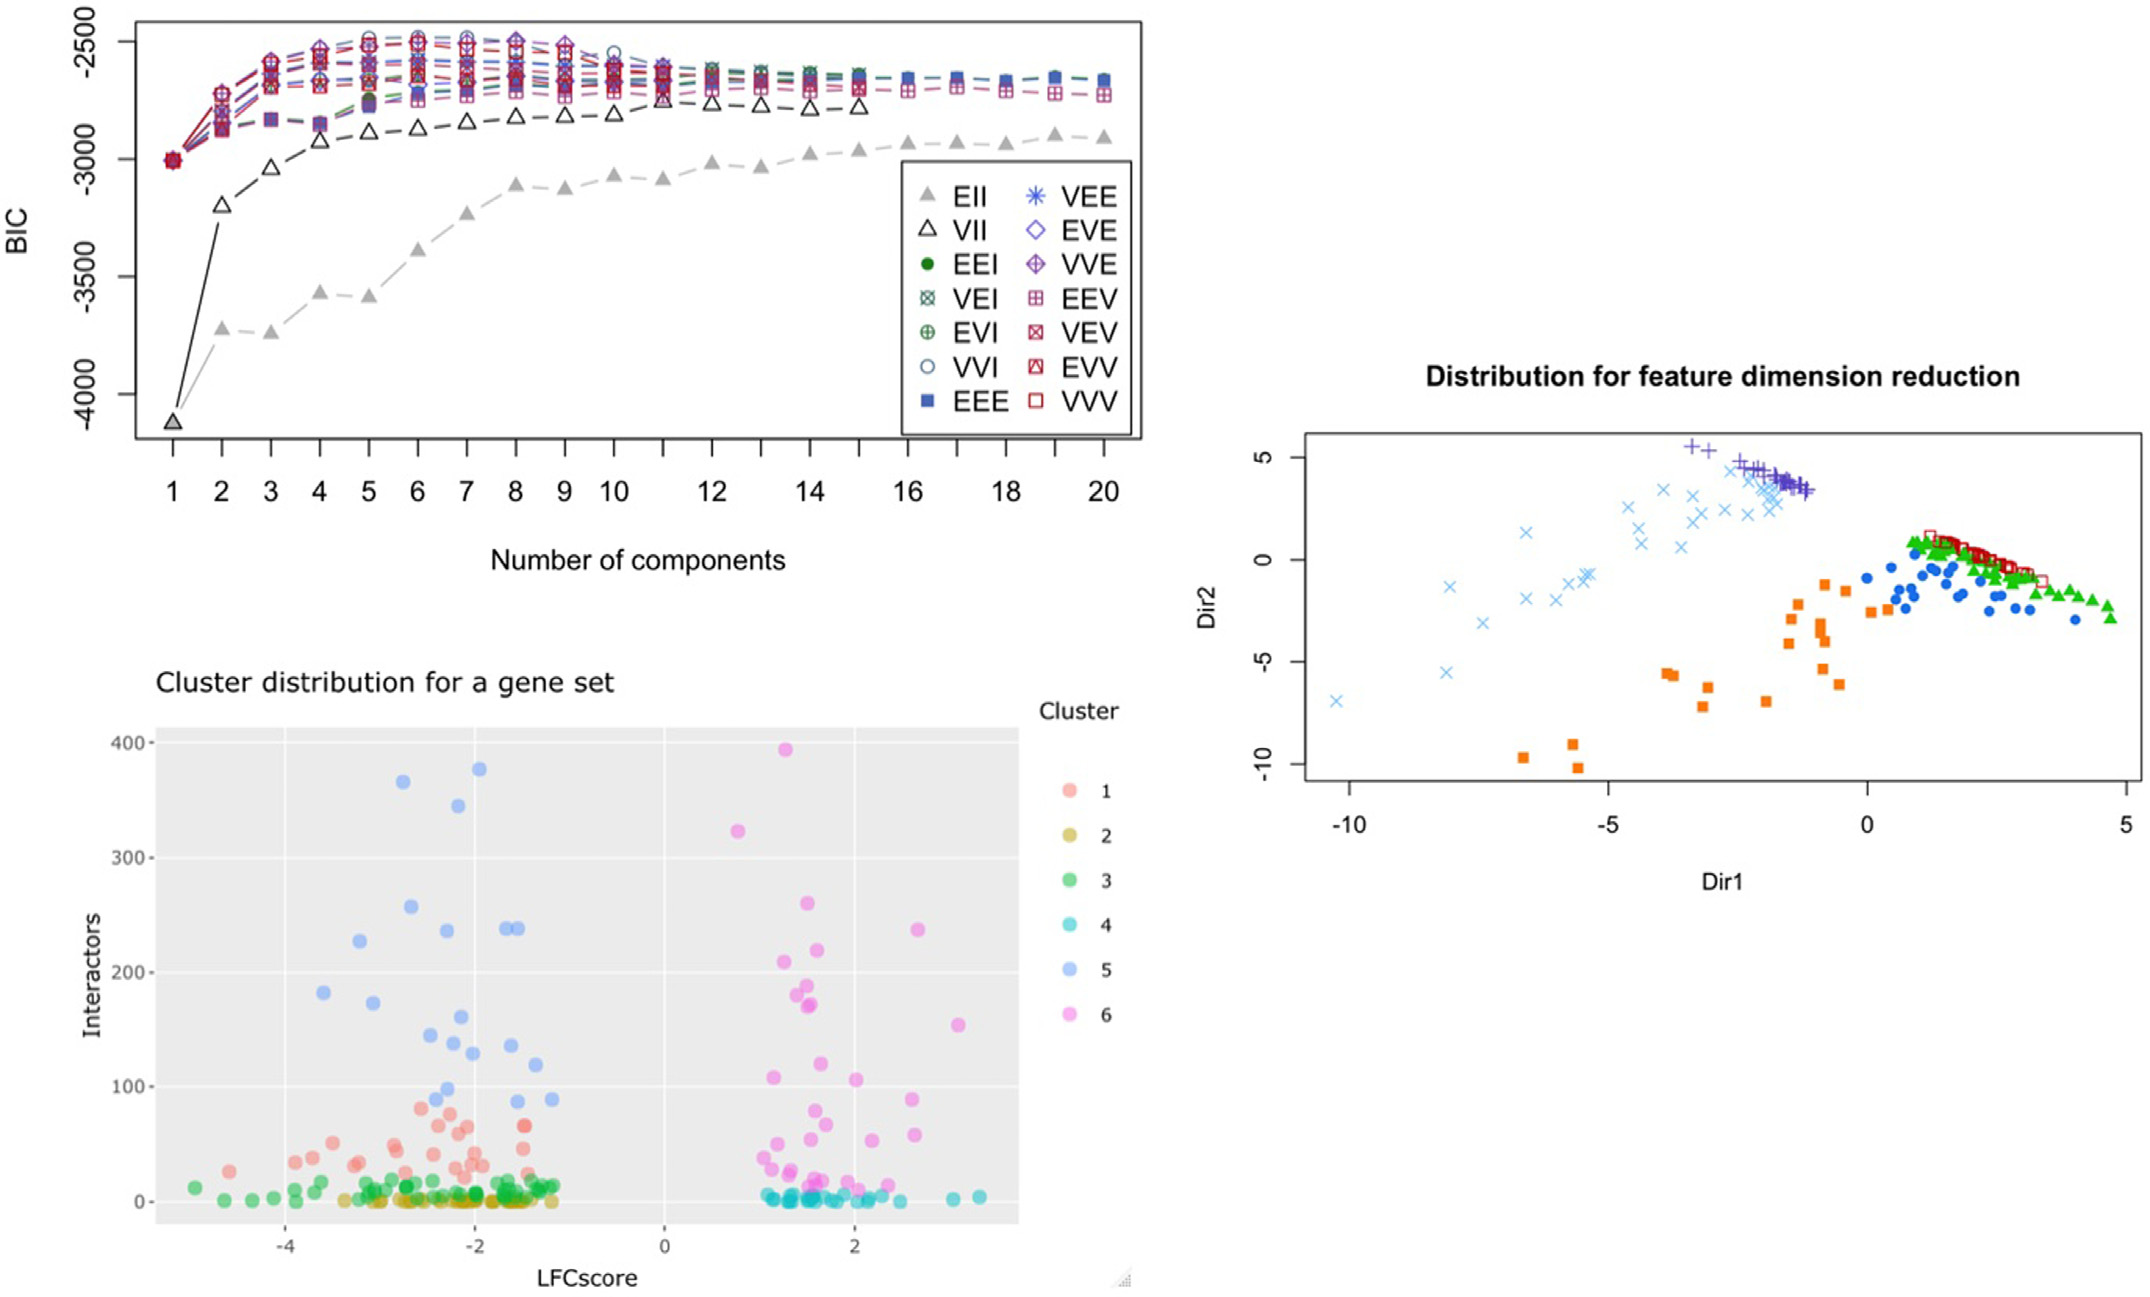 -2500
-3000
-3500
-4000
BIC
EII
VII
EEI
VEI
EVI
VVI
EEE
VEE
EVE
VVE
EEV
VEV
EVV
VVV
1 2 3 4 5 6 7 8 9 10 12 14 16 18 20
Number of components
Distribution for feature dimension reduction
5
0
-5
-10
Dir2
-10 -5 0 5
Dir1
Cluster distribution for a gene set
400
300
200
100
0
Interactors
-4 -2 0 2
LFCscore
Cluster
1
2
3
4
5
6